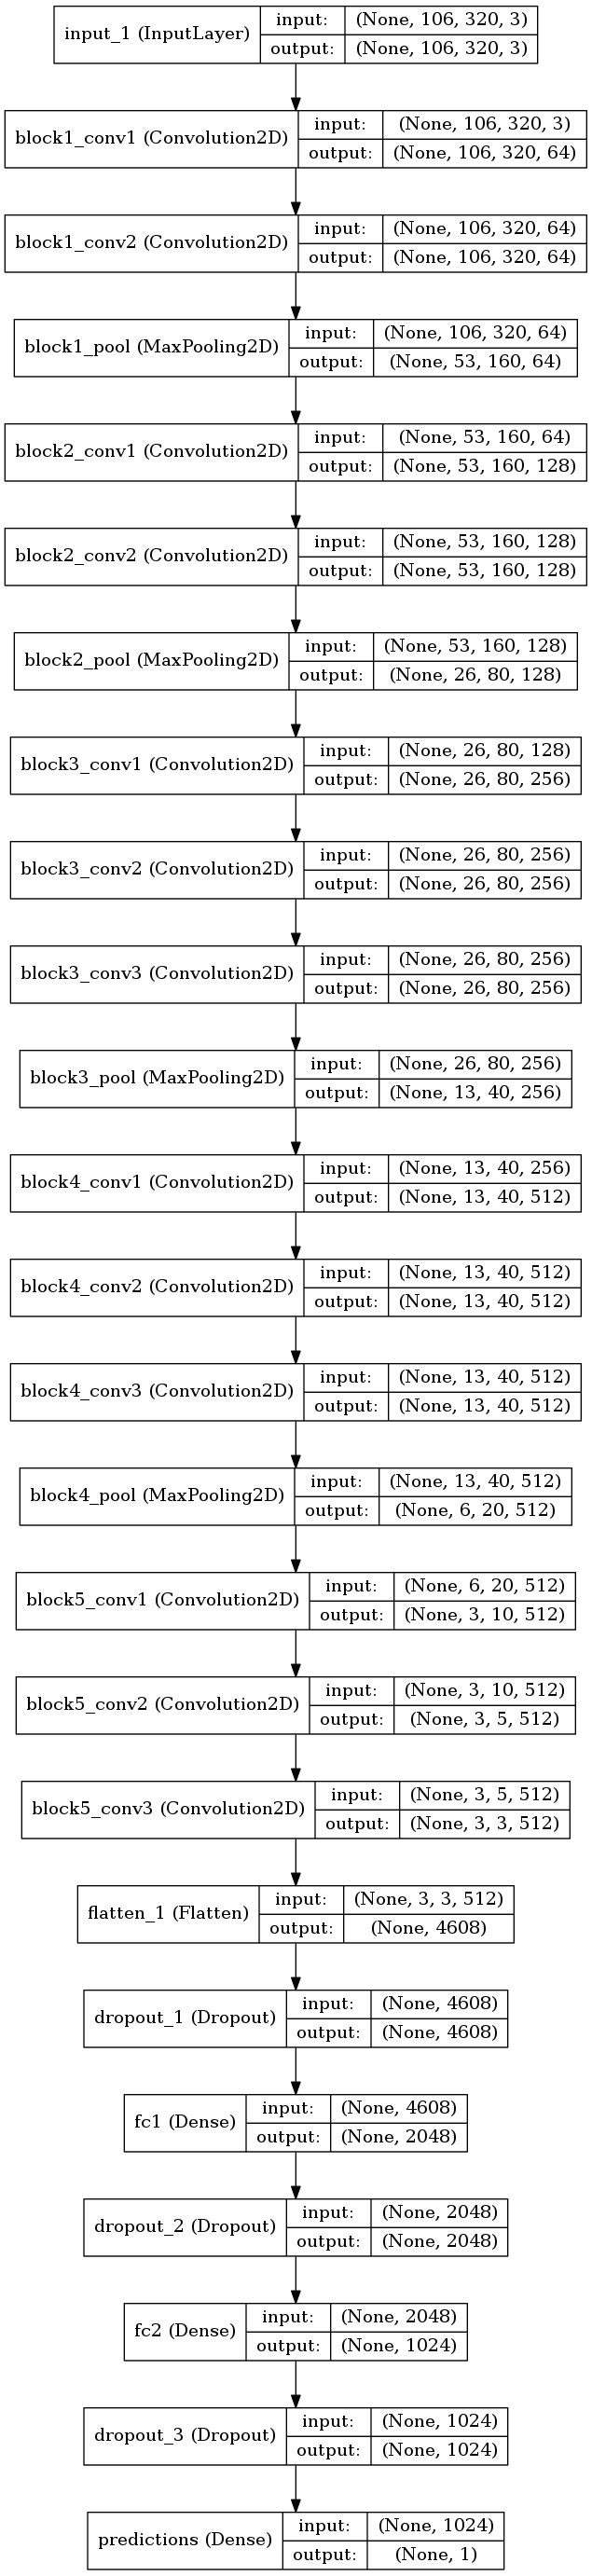 input_1 (InputLayer)
input: (None, 106, 320, 3)
output: (None, 106, 320, 3)
block1_conv1 (Convolution2D)
input: (None, 106, 320, 3)
output: (None, 106, 320, 64)
block1_conv2 (Convolution2D)
input: (None, 106, 320, 64)
output: (None, 106, 320, 64)
block1_pool (MaxPooling2D)
input: (None, 106, 320, 64)
output: (None, 53, 160, 64)
block2_conv1 (Convolution2D)
input: (None, 53, 160, 64)
output: (None, 53, 160, 128)
block2_conv2 (Convolution2D)
input: (None, 53, 160, 128)
output: (None, 53, 160, 128)
block2_pool (MaxPooling2D)
input: (None, 53, 160, 128)
output: (None, 26, 80, 128)
block3_conv1 (Convolution2D)
input: (None, 26, 80, 128)
output: (None, 26, 80, 256)
block3_conv2 (Convolution2D)
input: (None, 26, 80, 256)
output: (None, 26, 80, 256)
block3_conv3 (Convolution2D)
input: (None, 26, 80, 256)
output: (None, 26, 80, 256)
block3_pool (MaxPooling2D)
input: (None, 26, 80, 256)
output: (None, 13, 40, 256)
block4_conv1 (Convolution2D)
input: (None, 13, 40, 256)
output: (None, 13, 40, 512)
block4_conv2 (Convolution2D)
input: (None, 13, 40, 512)
output: (None, 13, 40, 512)
block4_conv3 (Convolution2D)
input: (None, 13, 40, 512)
output: (None, 13, 40, 512)
block4_pool (MaxPooling2D)
input: (None, 13, 40, 512)
output: (None, 6, 20, 512)
block5_conv1 (Convolution2D)
input: (None, 6, 20, 512)
output: (None, 3, 10, 512)
block5_conv2 (Convolution2D)
input: (None, 3, 10, 512)
output: (None, 3, 5, 512)
block5_conv3 (Convolution2D)
input: (None, 3, 5, 512)
output: (None, 3, 3, 512)
flatten_1 (Flatten)
input: (None, 3, 3, 512)
output: (None, 4608)
dropout_1 (Dropout)
input: (None, 4608)
output: (None, 4608)
fc1 (Dense)
input: (None, 4608)
output: (None, 2048)
dropout_2 (Dropout)
input: (None, 2048)
output: (None, 2048)
fc2 (Dense)
input: (None, 2048)
output: (None, 1024)
dropout_3 (Dropout)
input: (None, 1024)
output: (None, 1024)
predictions (Dense)
input: (None, 1024)
output: (None, 1)